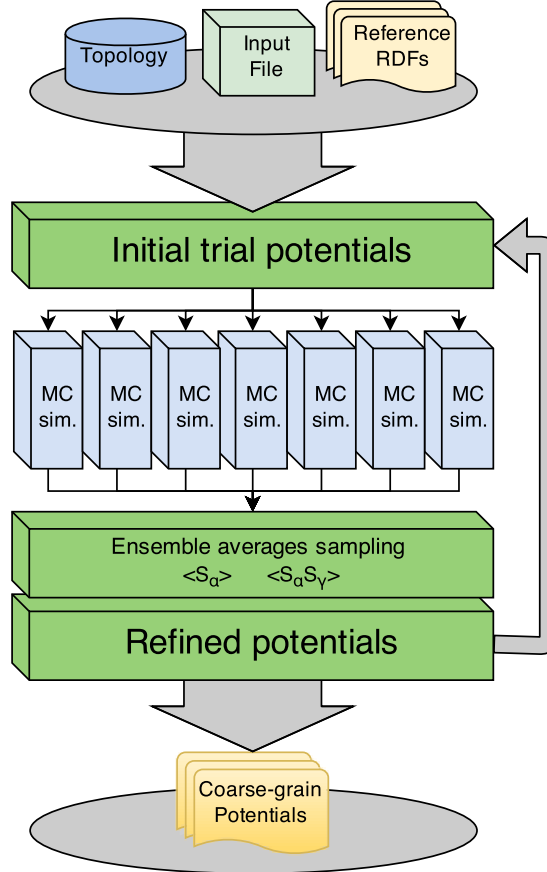 Topology
Input
File
Reference
RDFs
Initial trial potentials
MC
sim.
MC
sim.
MC
sim.
MC
sim.
MC
sim.
MC
sim.
MC
sim.
Ensemble averages sampling
<Sα> <SαSγ>
Refined potentials
Coarse-grain
Potentials